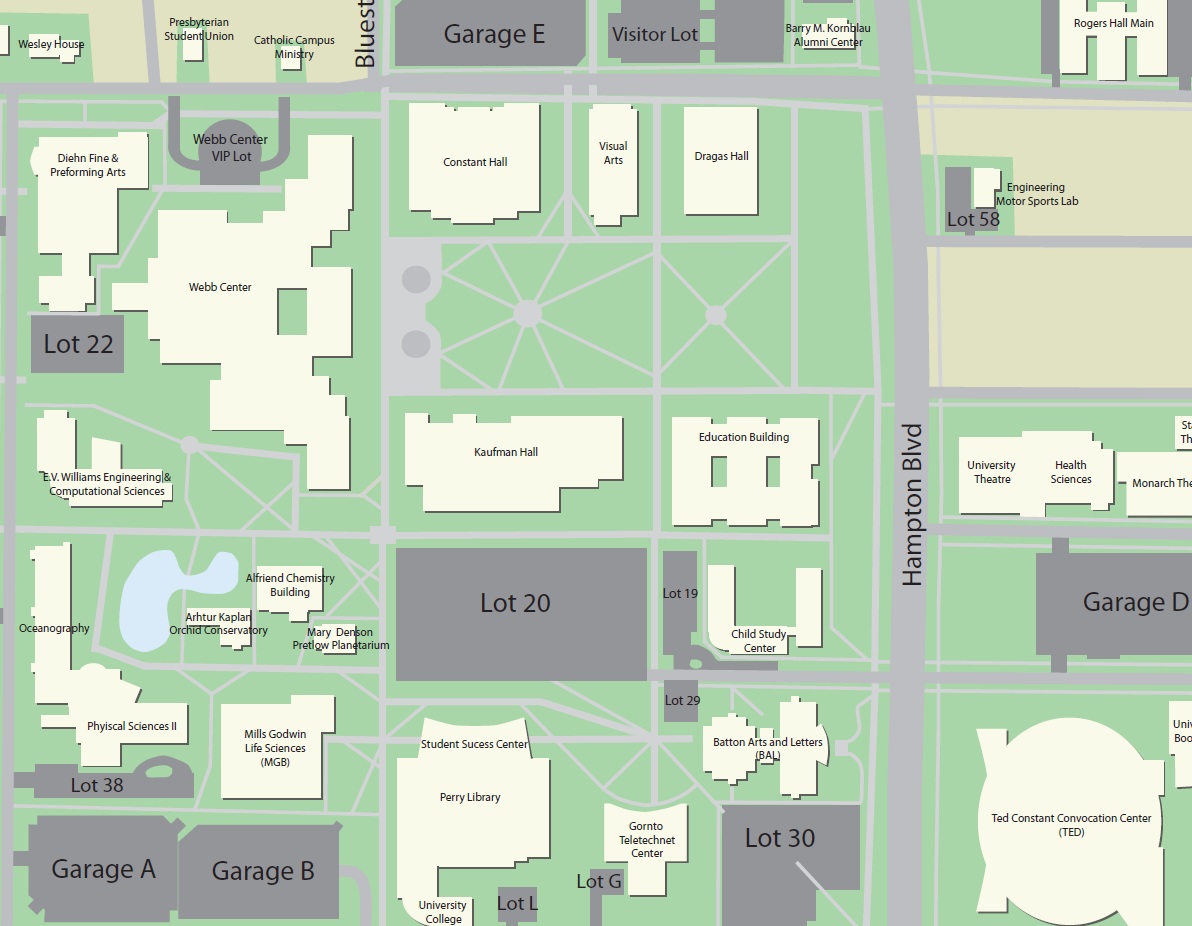 Wesley House
Presbyterian
Student Union
Catholic Campus
Ministry
Bluest
Garage E
Visitor Lot
Barry M. Kornblau
Alumni Center
Rogers Hall Main
Webb Center
VIP Lot
Diehn Fine &
Preforming Arts
Constant Hall
Visual
Arts
Dragas Hall
Engineering
Motor Sports Lab
Lot 58
Webb Center
Lot 22
Kaufman Hall
Education Building
Hampton Blvd
University
Theatre
Health
Sciences
Sta
Th
Monarch The
E.V. Williams Engineering &
Computational Sciences
Oceanography
Alfriend Chemistry
Building
Arhtur Kaplan
Orchid Conservatory
Mary Denson
Pretlow Planetarium
Lot 20
Lot 19
Child Study
Center
Garage D
Lot 29
Phyiscal Sciences II
Mills Godwin
Life Sciences
(MGB)
Student Sucess Center
Batton Arts and Letters
(BAL)
Univ
Boo
Lot 38
Perry Library
Gornto
Teletechnet
Center
Lot 30
Ted Constant Convocation Center
(TED)
Garage A
Garage B
Lot G
Lot L
University
College